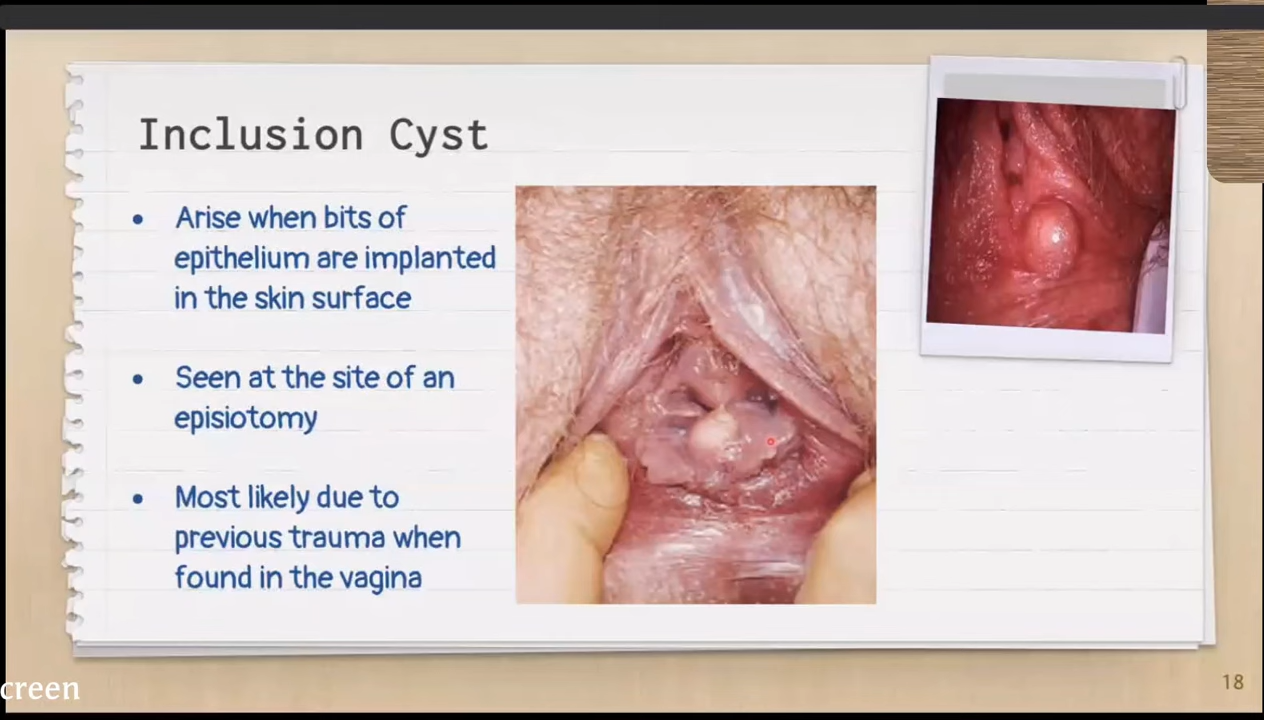 Inclusion Cyst
• Arise when bits of
epithelium are implanted
in the skin surface
• Seen at the site of an
episiotomy
• Most likely due to
previous trauma when
found in the vagina
creen
18